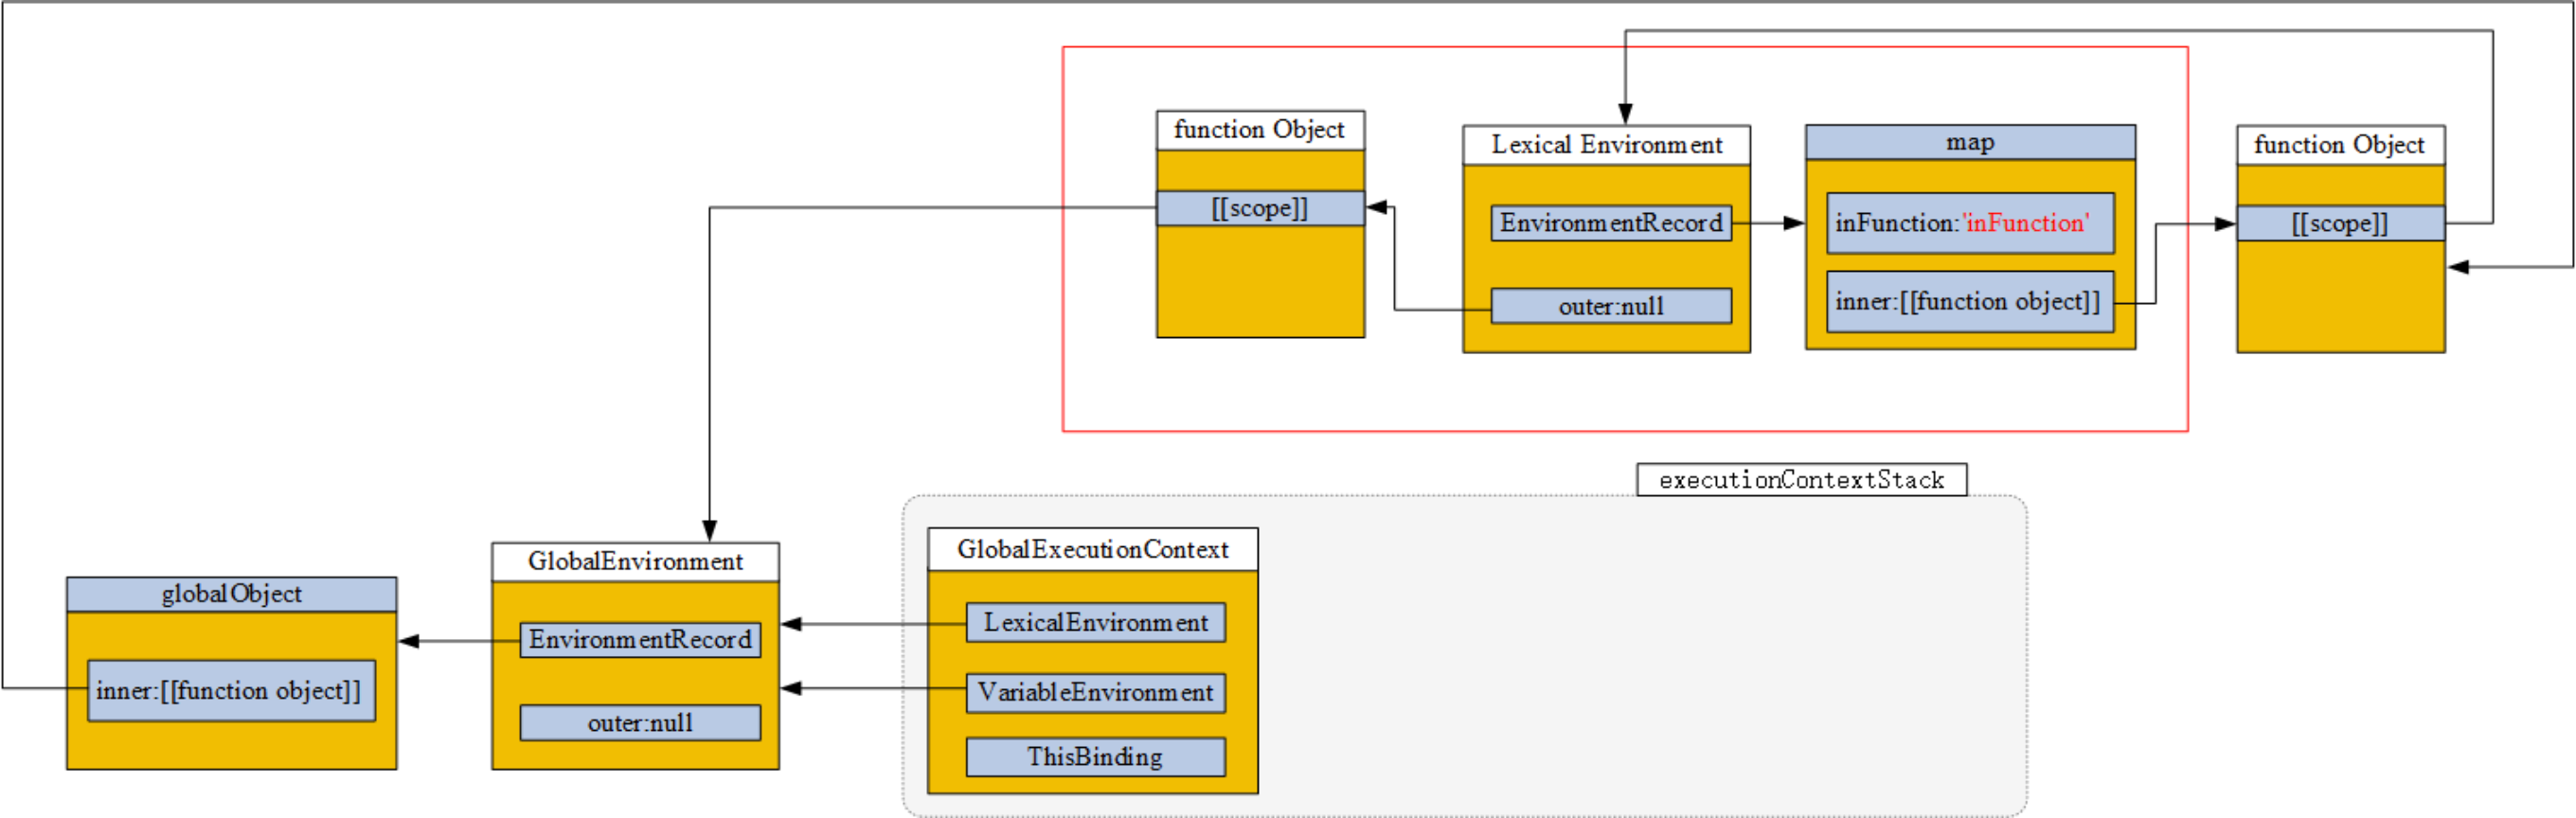 function Object
[[scope]]
Lexical Environment
EnvironmentRecord
outer:null
map
inFunction:'inFunction'
inner:[[function object]]
function Object
[[scope]]
executionContextStack
globalObject
inner:[[function object]]
GlobalEnvironment
EnvironmentRecord
outer:null
GlobalExecutionContext
LexicalEnvironment
VariableEnvironment
ThisBinding